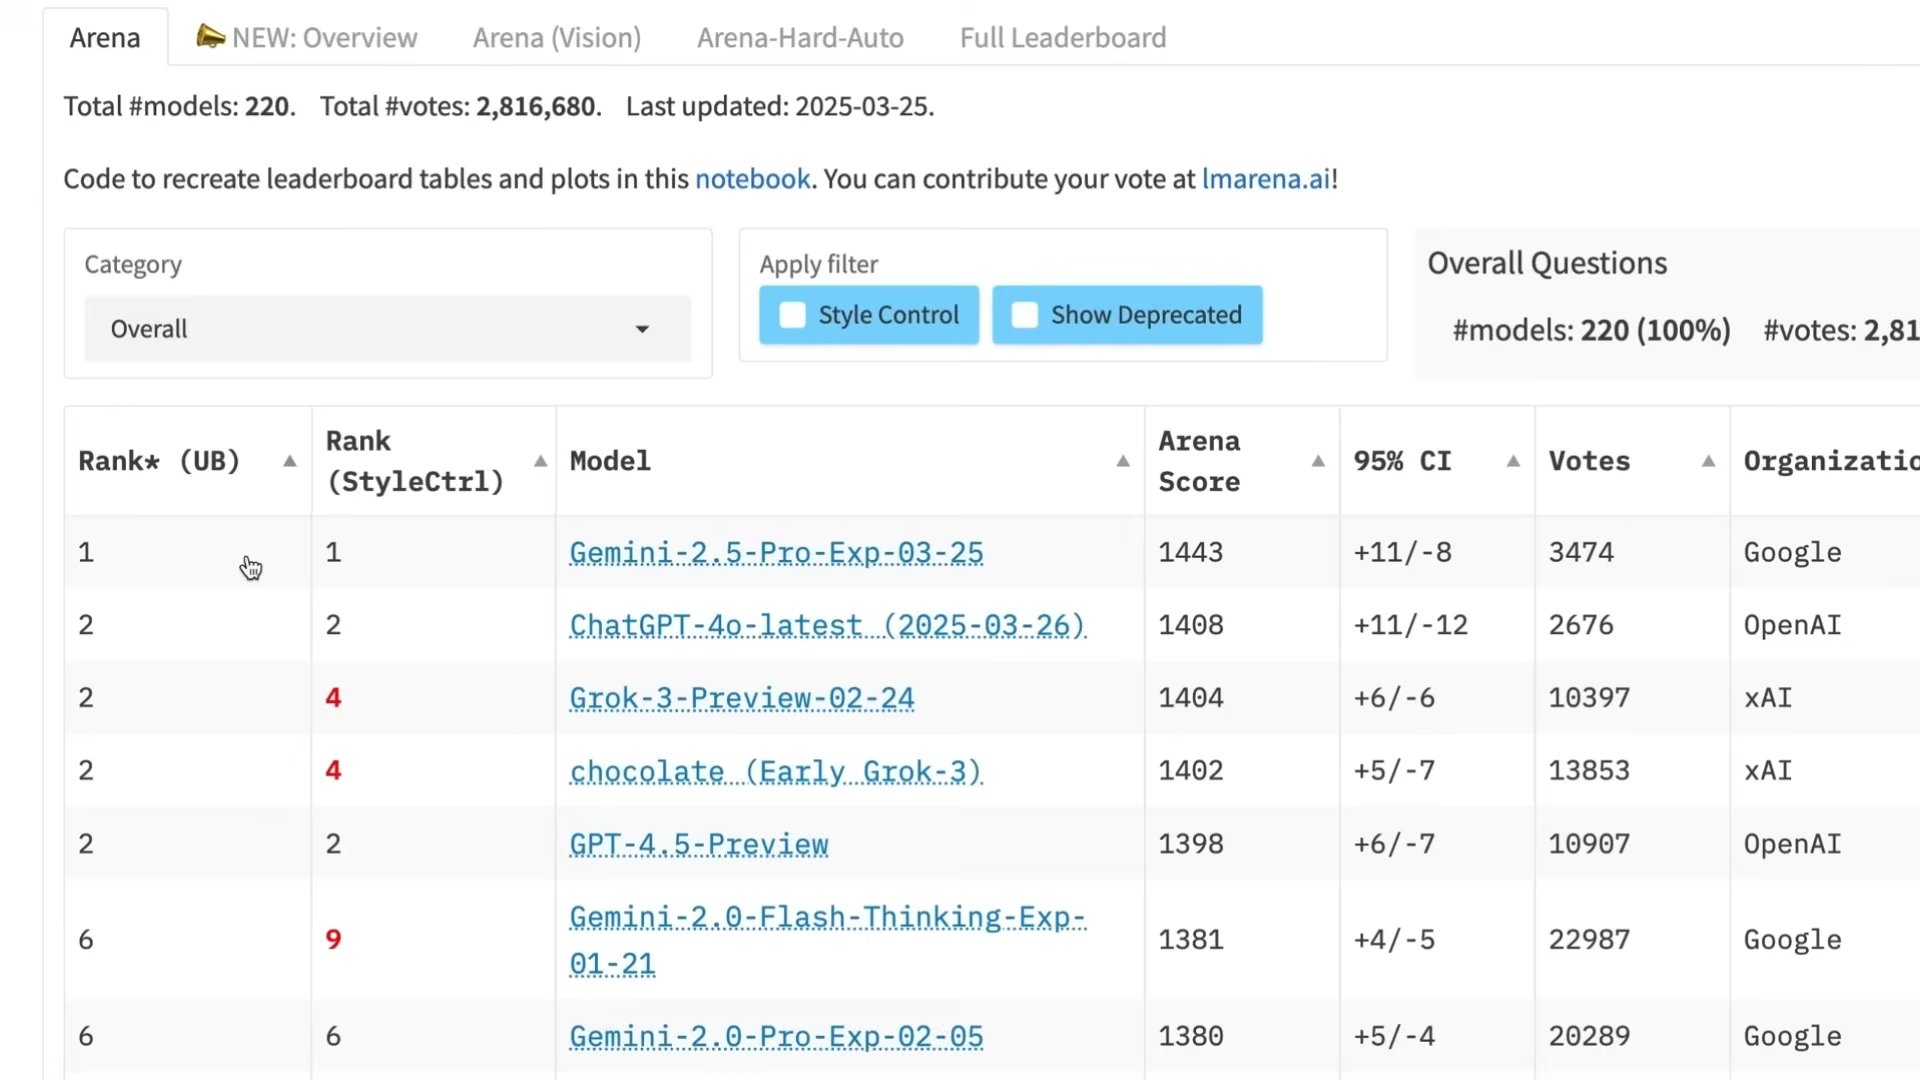 Arena NEW: Overview Arena (Vision) Arena-Hard-Auto Full Leaderboard
Total #models: 220. Total #votes: 2,816,680. Last updated: 2025-03-25.
Code to recreate leaderboard tables and plots in this notebook. You can contribute your vote at lmarena.ai!
Category
Overall
Apply filter
Style Control Show Deprecated
Overall Questions
#models: 220 (100%) #votes: 2,81
Rank* (UB) Rank (StyleCtrl) Model Arena Score 95% CI Votes Organizatio
1 1 Gemini-2.5-Pro-Exp-03-25 1443 +11/-8 3474 Google
2 2 ChatGPT-4o-latest (2025-03-26) 1408 +11/-12 2676 OpenAI
2 4 Grok-3-Preview-02-24 1404 +6/-6 10397 xAI
2 4 chocolate (Early Grok-3) 1402 +5/-7 13853 xAI
2 2 GPT-4.5-Preview 1398 +6/-7 10907 OpenAI
6 9 Gemini-2.0-Flash-Thinking-Exp-01-21 1381 +4/-5 22987 Google
6 6 Gemini-2.0-Pro-Exp-02-05 1380 +5/-4 20289 Google